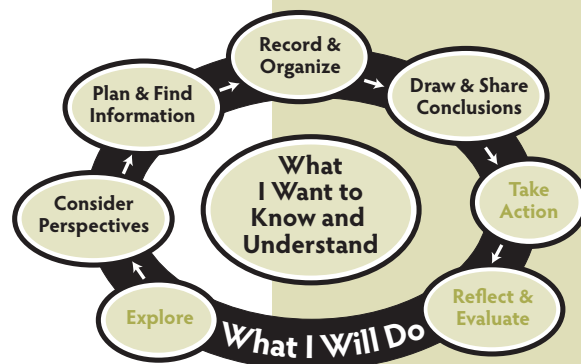 Record &
Organize
Plan & Find
Information
Draw & Share
Conclusions
What
I Want to
Know and
Understand
Consider
Perspectives
Take
Action
Explore
Reflect &
Evaluate
What I Will Do